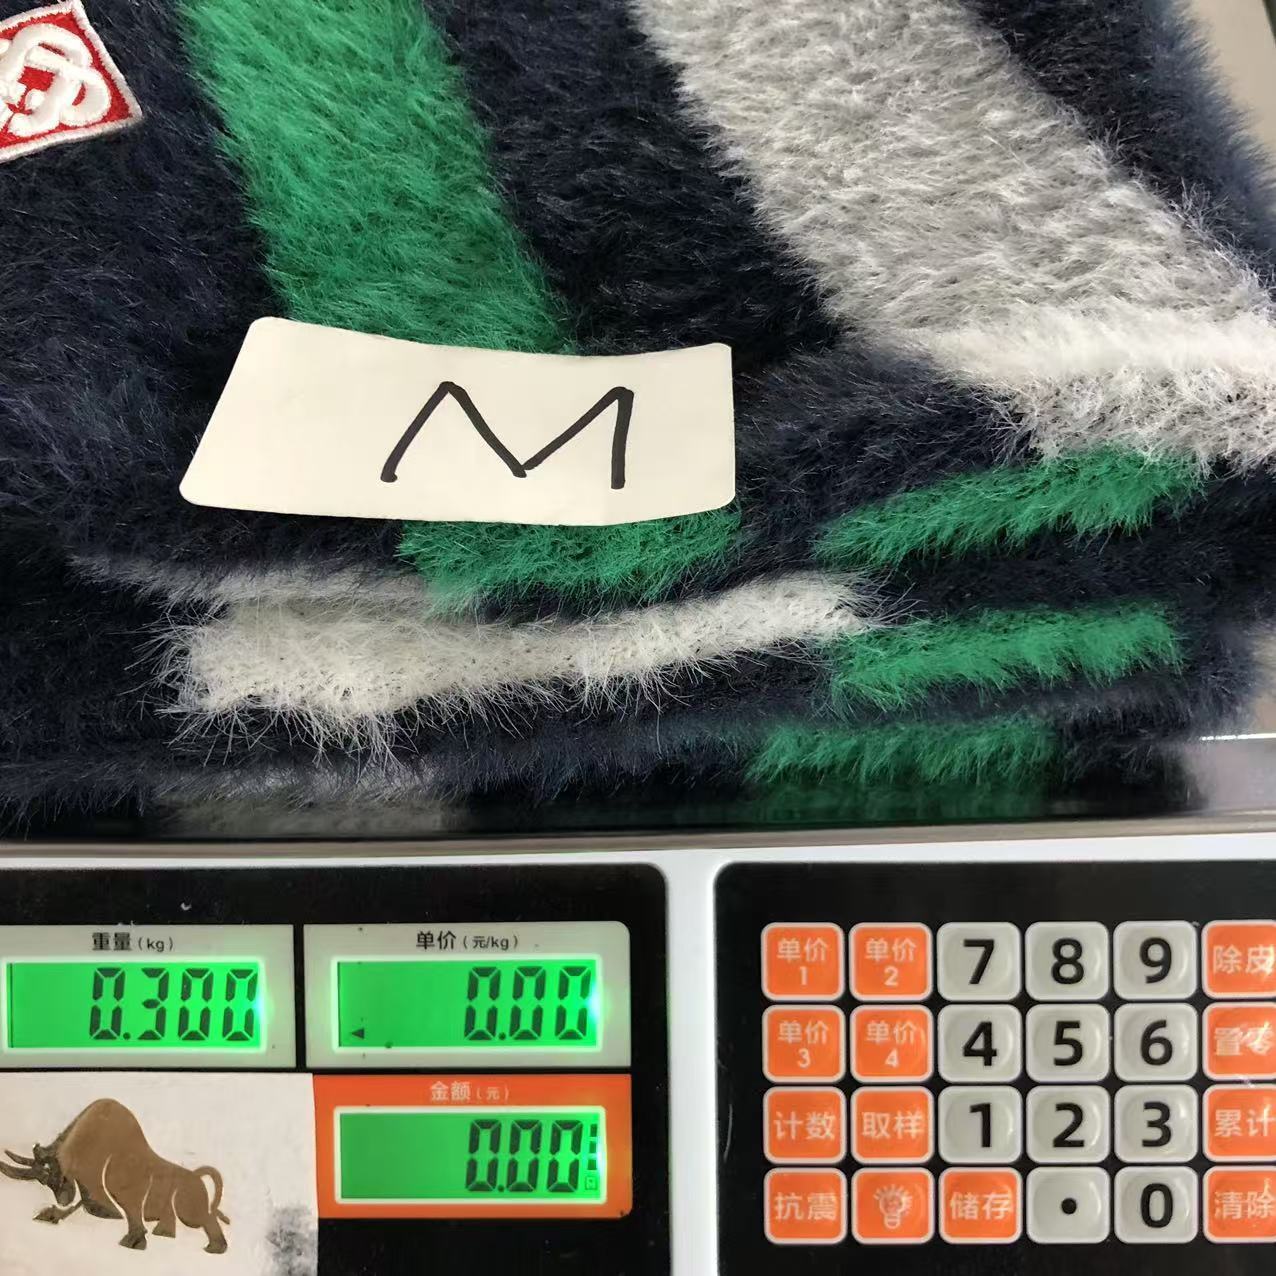 M
重量(kg)
0.300
单价(元/kg)
0.00
金额(元)
0.00
单价1
单价2
7
8
9
除皮
单价3
单价4
4
5
6
置零
计数
取样
1
2
3
累计
抗震
储存
.
0
清除